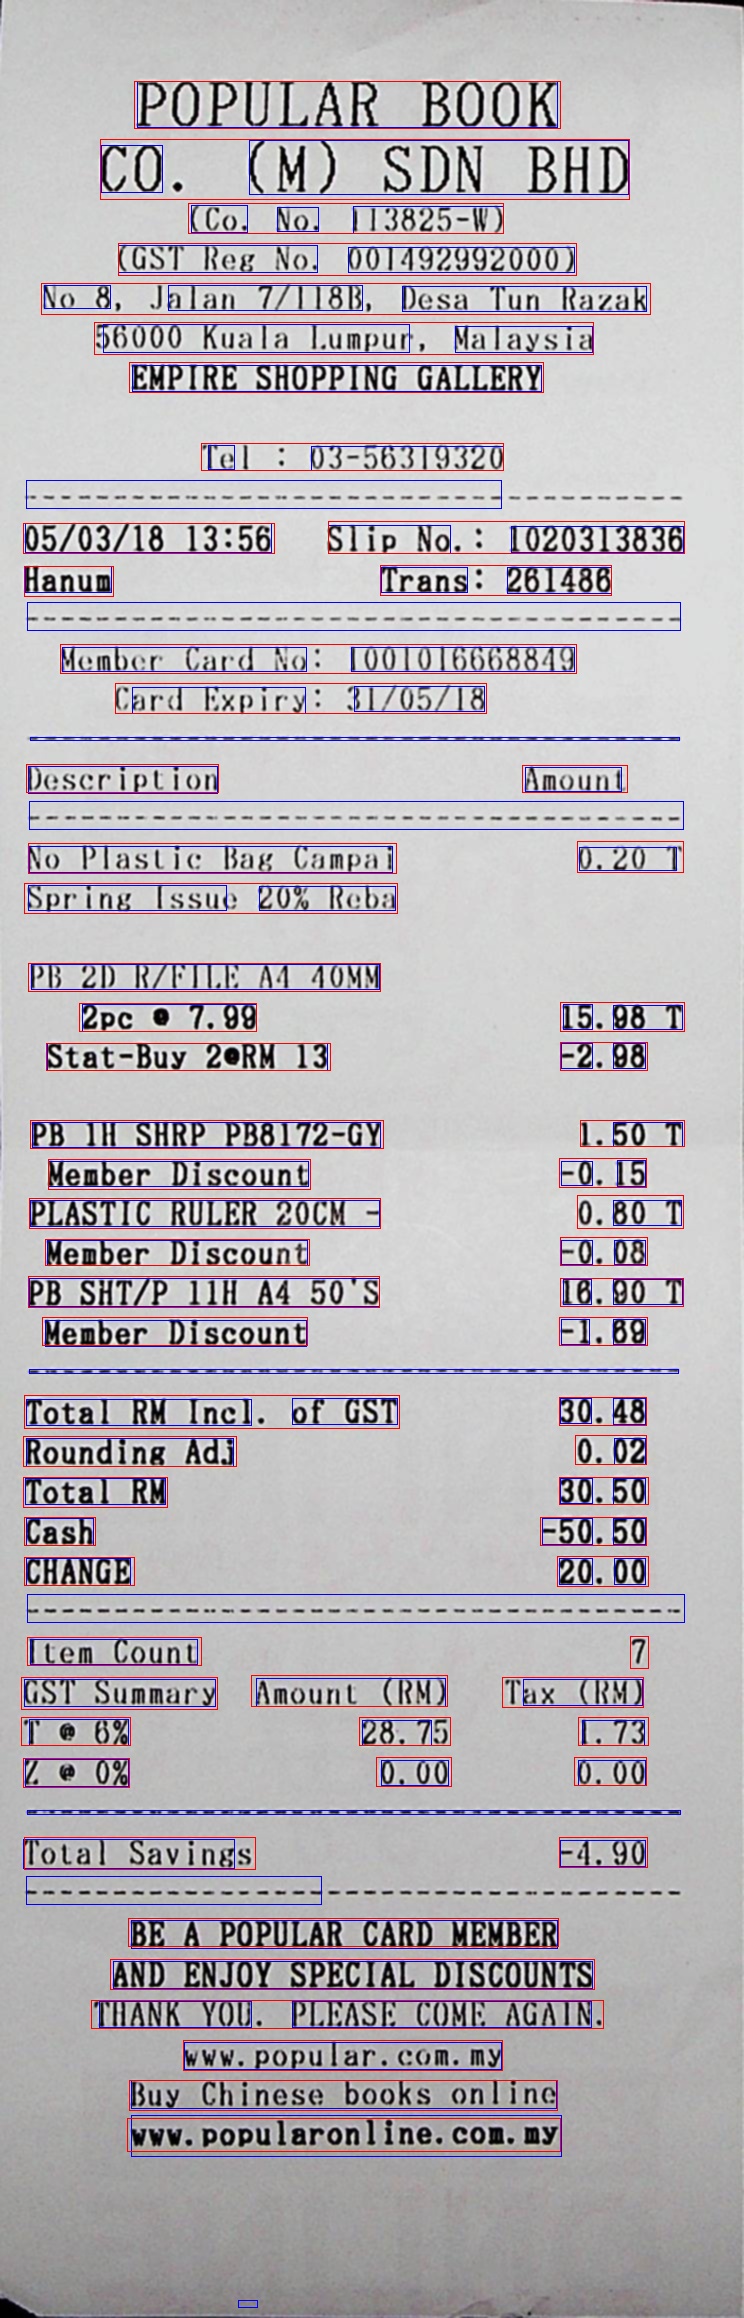 POPULAR BOOK
CO. (M) SDN BHD
(Co. No. 113825-W)
(GST Reg No. 001492992000)
No 8, Jalan 7/118B, Desa Tun Razak
56000 Kuala Lumpur, Malaysia
EMPIRE SHOPPING GALLERY
Tel : 03-56319320
--------------------------------------
05/03/18 13:56 Slip No.: 1020313836
Hanum Trans: 261486
--------------------------------------
Member Card No: 1001016668849
Card Expiry: 31/05/18
Description Amount
--------------------------------------
No Plastic Bag Campai 0.20 T
Spring Issue 20% Reba
PB 2D R/FILE A4 40MM
2pc @ 7.99 15.98 T
Stat-Buy 2@RM 13 -2.98
PB 1H SHRP PB8172-GY 1.50 T
Member Discount -0.15
PLASTIC RULER 20CM - 0.80 T
Member Discount -0.08
PB SHT/P 11H A4 50'S 16.90 T
Member Discount -1.69
Total RM Incl. of GST 30.48
Rounding Adj 0.02
Total RM 30.50
Cash -50.50
CHANGE 20.00
--------------------------------------
Item Count 7
GST Summary Amount (RM) Tax (RM)
T @ 6% 28.75 1.73
Z @ 0% 0.00 0.00
Total Savings -4.90
--------------------------------------
BE A POPULAR CARD MEMBER
AND ENJOY SPECIAL DISCOUNTS
THANK YOU. PLEASE COME AGAIN.
www.popular.com.my
Buy Chinese books online
www.popularonline.com.my